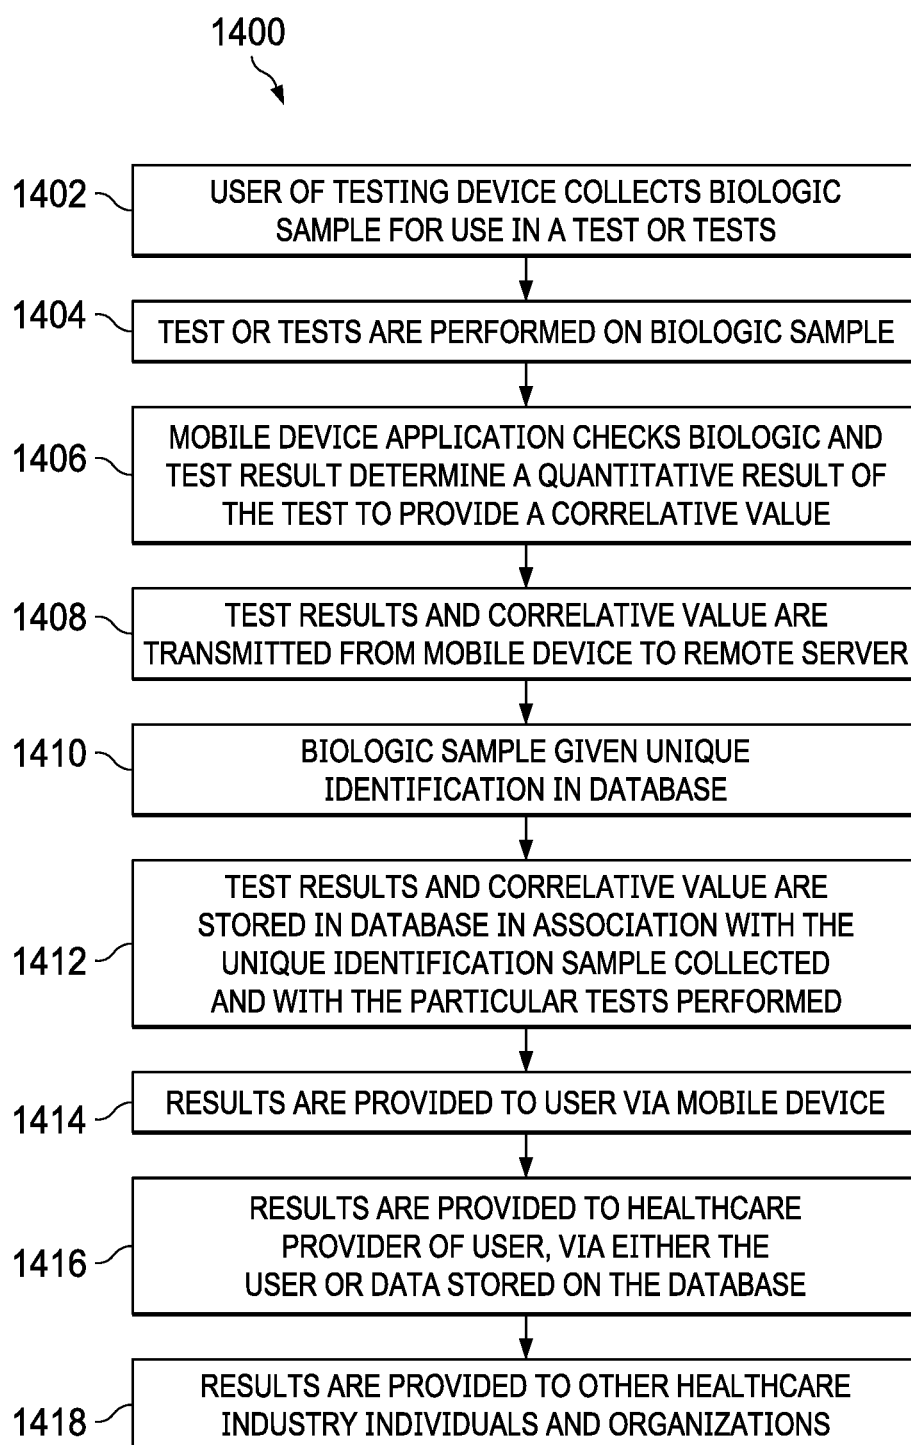 1400
1402
USER OF TESTING DEVICE COLLECTS BIOLOGIC
SAMPLE FOR USE IN A TEST OR TESTS
1404
TEST OR TESTS ARE PERFORMED ON BIOLOGIC SAMPLE
1406
MOBILE DEVICE APPLICATION CHECKS BIOLOGIC AND
TEST RESULT DETERMINE A QUANTITATIVE RESULT OF
THE TEST TO PROVIDE A CORRELATIVE VALUE
1408
TEST RESULTS AND CORRELATIVE VALUE ARE
TRANSMITTED FROM MOBILE DEVICE TO REMOTE SERVER
1410
BIOLOGIC SAMPLE GIVEN UNIQUE
IDENTIFICATION IN DATABASE
1412
TEST RESULTS AND CORRELATIVE VALUE ARE
STORED IN DATABASE IN ASSOCIATION WITH THE
UNIQUE IDENTIFICATION SAMPLE COLLECTED
AND WITH THE PARTICULAR TESTS PERFORMED
1414
RESULTS ARE PROVIDED TO USER VIA MOBILE DEVICE
1416
RESULTS ARE PROVIDED TO HEALTHCARE
PROVIDER OF USER, VIA EITHER THE
USER OR DATA STORED ON THE DATABASE
1418
RESULTS ARE PROVIDED TO OTHER HEALTHCARE
INDUSTRY INDIVIDUALS AND ORGANIZATIONS